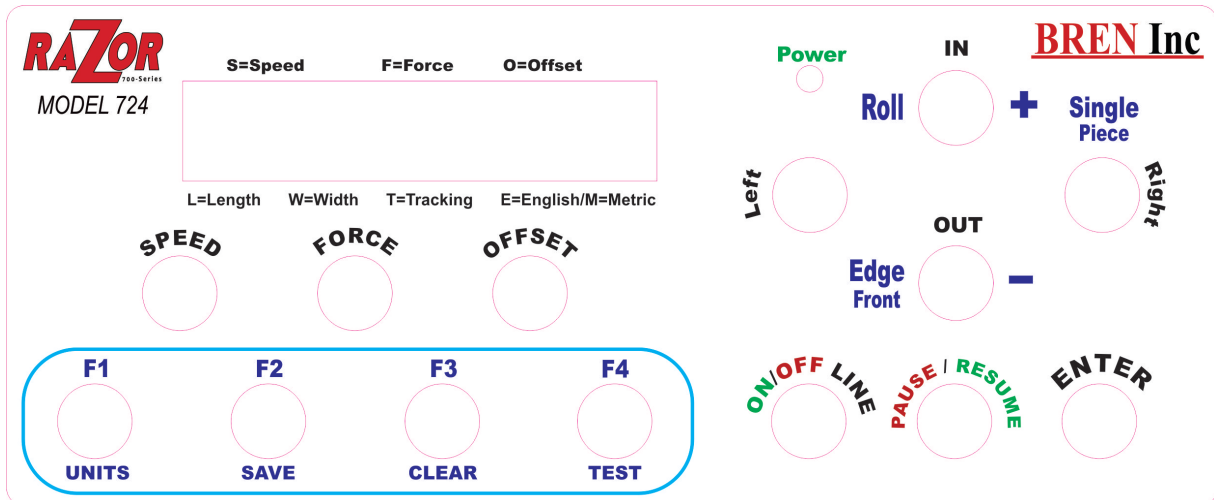 RAZOR
700-Series
MODEL 724
S=Speed F=Force O=Offset
L=Length W=Width T=Tracking E=English/M=Metric
SPEED FORCE OFFSET
F1 F2 F3 F4
UNITS SAVE CLEAR TEST
BREN Inc
Power
IN
Roll + Single
Piece
Left Right
OUT
Edge -
Front
ON/OFF LINE PAUSE / RESUME ENTER